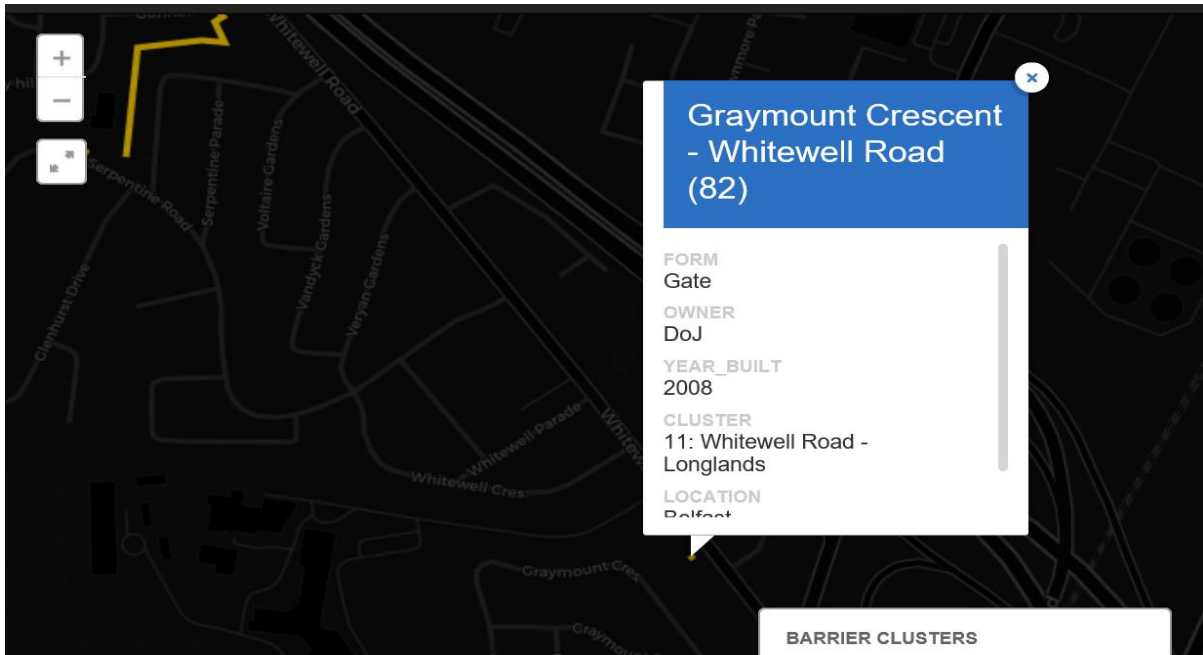 Whitewell Road
+
−
Serpentine Road
Serpentine Parade
Voltaire Gardens
Vandyck Gardens
Veryan Gardens
Glenhurst Drive
Whitewell Parade
Whitewell Cres.
Graymount Cres.
×
Graymount Crescent
- Whitewell Road
(82)
FORM
Gate
OWNER
DoJ
YEAR_BUILT
2008
CLUSTER
11: Whitewell Road -
Longlands
LOCATION
Belfast
BARRIER CLUSTERS